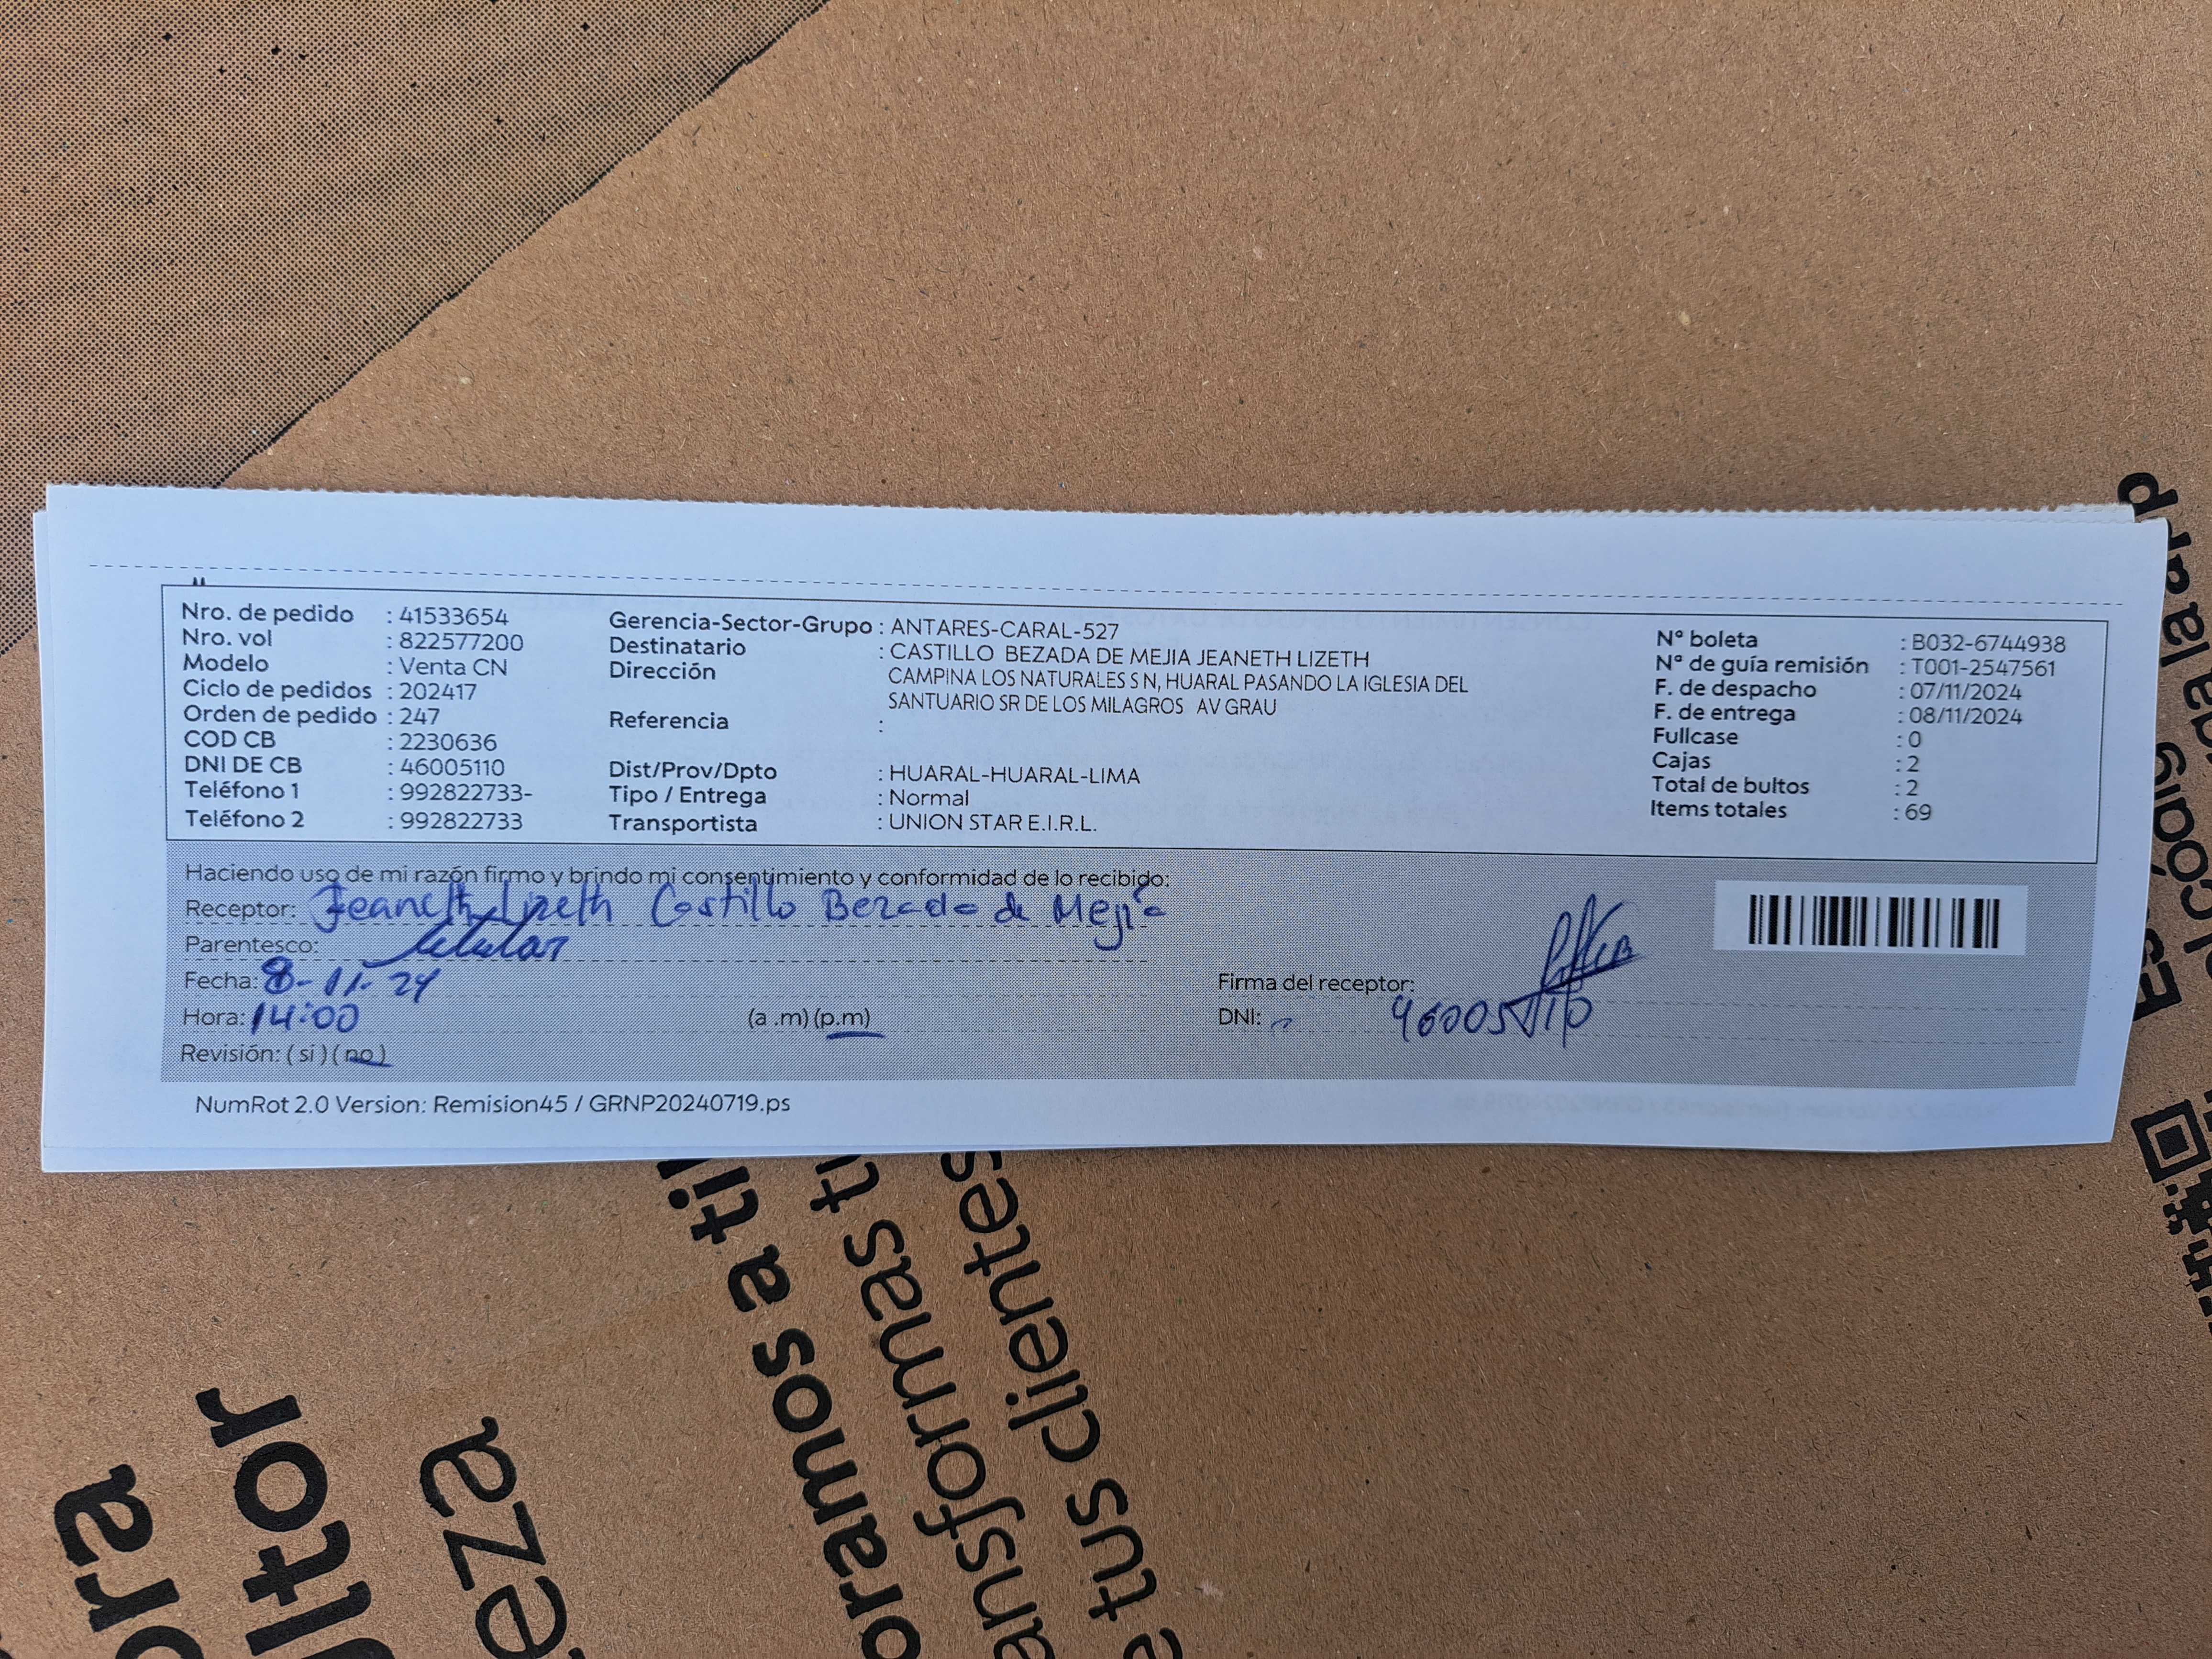 Nro. de pedido : 41533654
Nro. vol : 822577200
Modelo : Venta CN
Ciclo de pedidos : 202417
Orden de pedido : 247
COD CB : 2230636
DNI DE CB : 46005110
Teléfono 1 : 992822733-
Teléfono 2 : 992822733
Gerencia-Sector-Grupo : ANTARES-CARAL-527
Destinatario : CASTILLO BEZADA DE MEJIA JEANETH LIZETH
Dirección CAMPINA LOS NATURALES S N, HUARAL PASANDO LA IGLESIA DEL
SANTUARIO SR DE LOS MILAGROS AV GRAU
Referencia :
Dist/Prov/Dpto : HUARAL-HUARAL-LIMA
Tipo / Entrega : Normal
Transportista : UNION STAR E.I.R.L.
Nº boleta : B032-6744938
Nº de guía remisión : T001-2547561
F. de despacho : 07/11/2024
F. de entrega : 08/11/2024
Fullcase : 0
Cajas : 2
Total de bultos : 2
Items totales : 69
Haciendo uso de mi razón firmo y brindo mi consentimiento y conformidad de lo recibido:
Receptor: Jeaneth Lizeth Castillo Bezada de Mejía
Parentesco: titular
Fecha: 8-11-24
Hora: 14:00 (a .m) (p.m)
Revisión: ( sí ) ( no )
Firma del receptor:
DNI: 46005110
NumRot 2.0 Version: Remision45 / GRNP20240719.ps
a ti
tus clientes